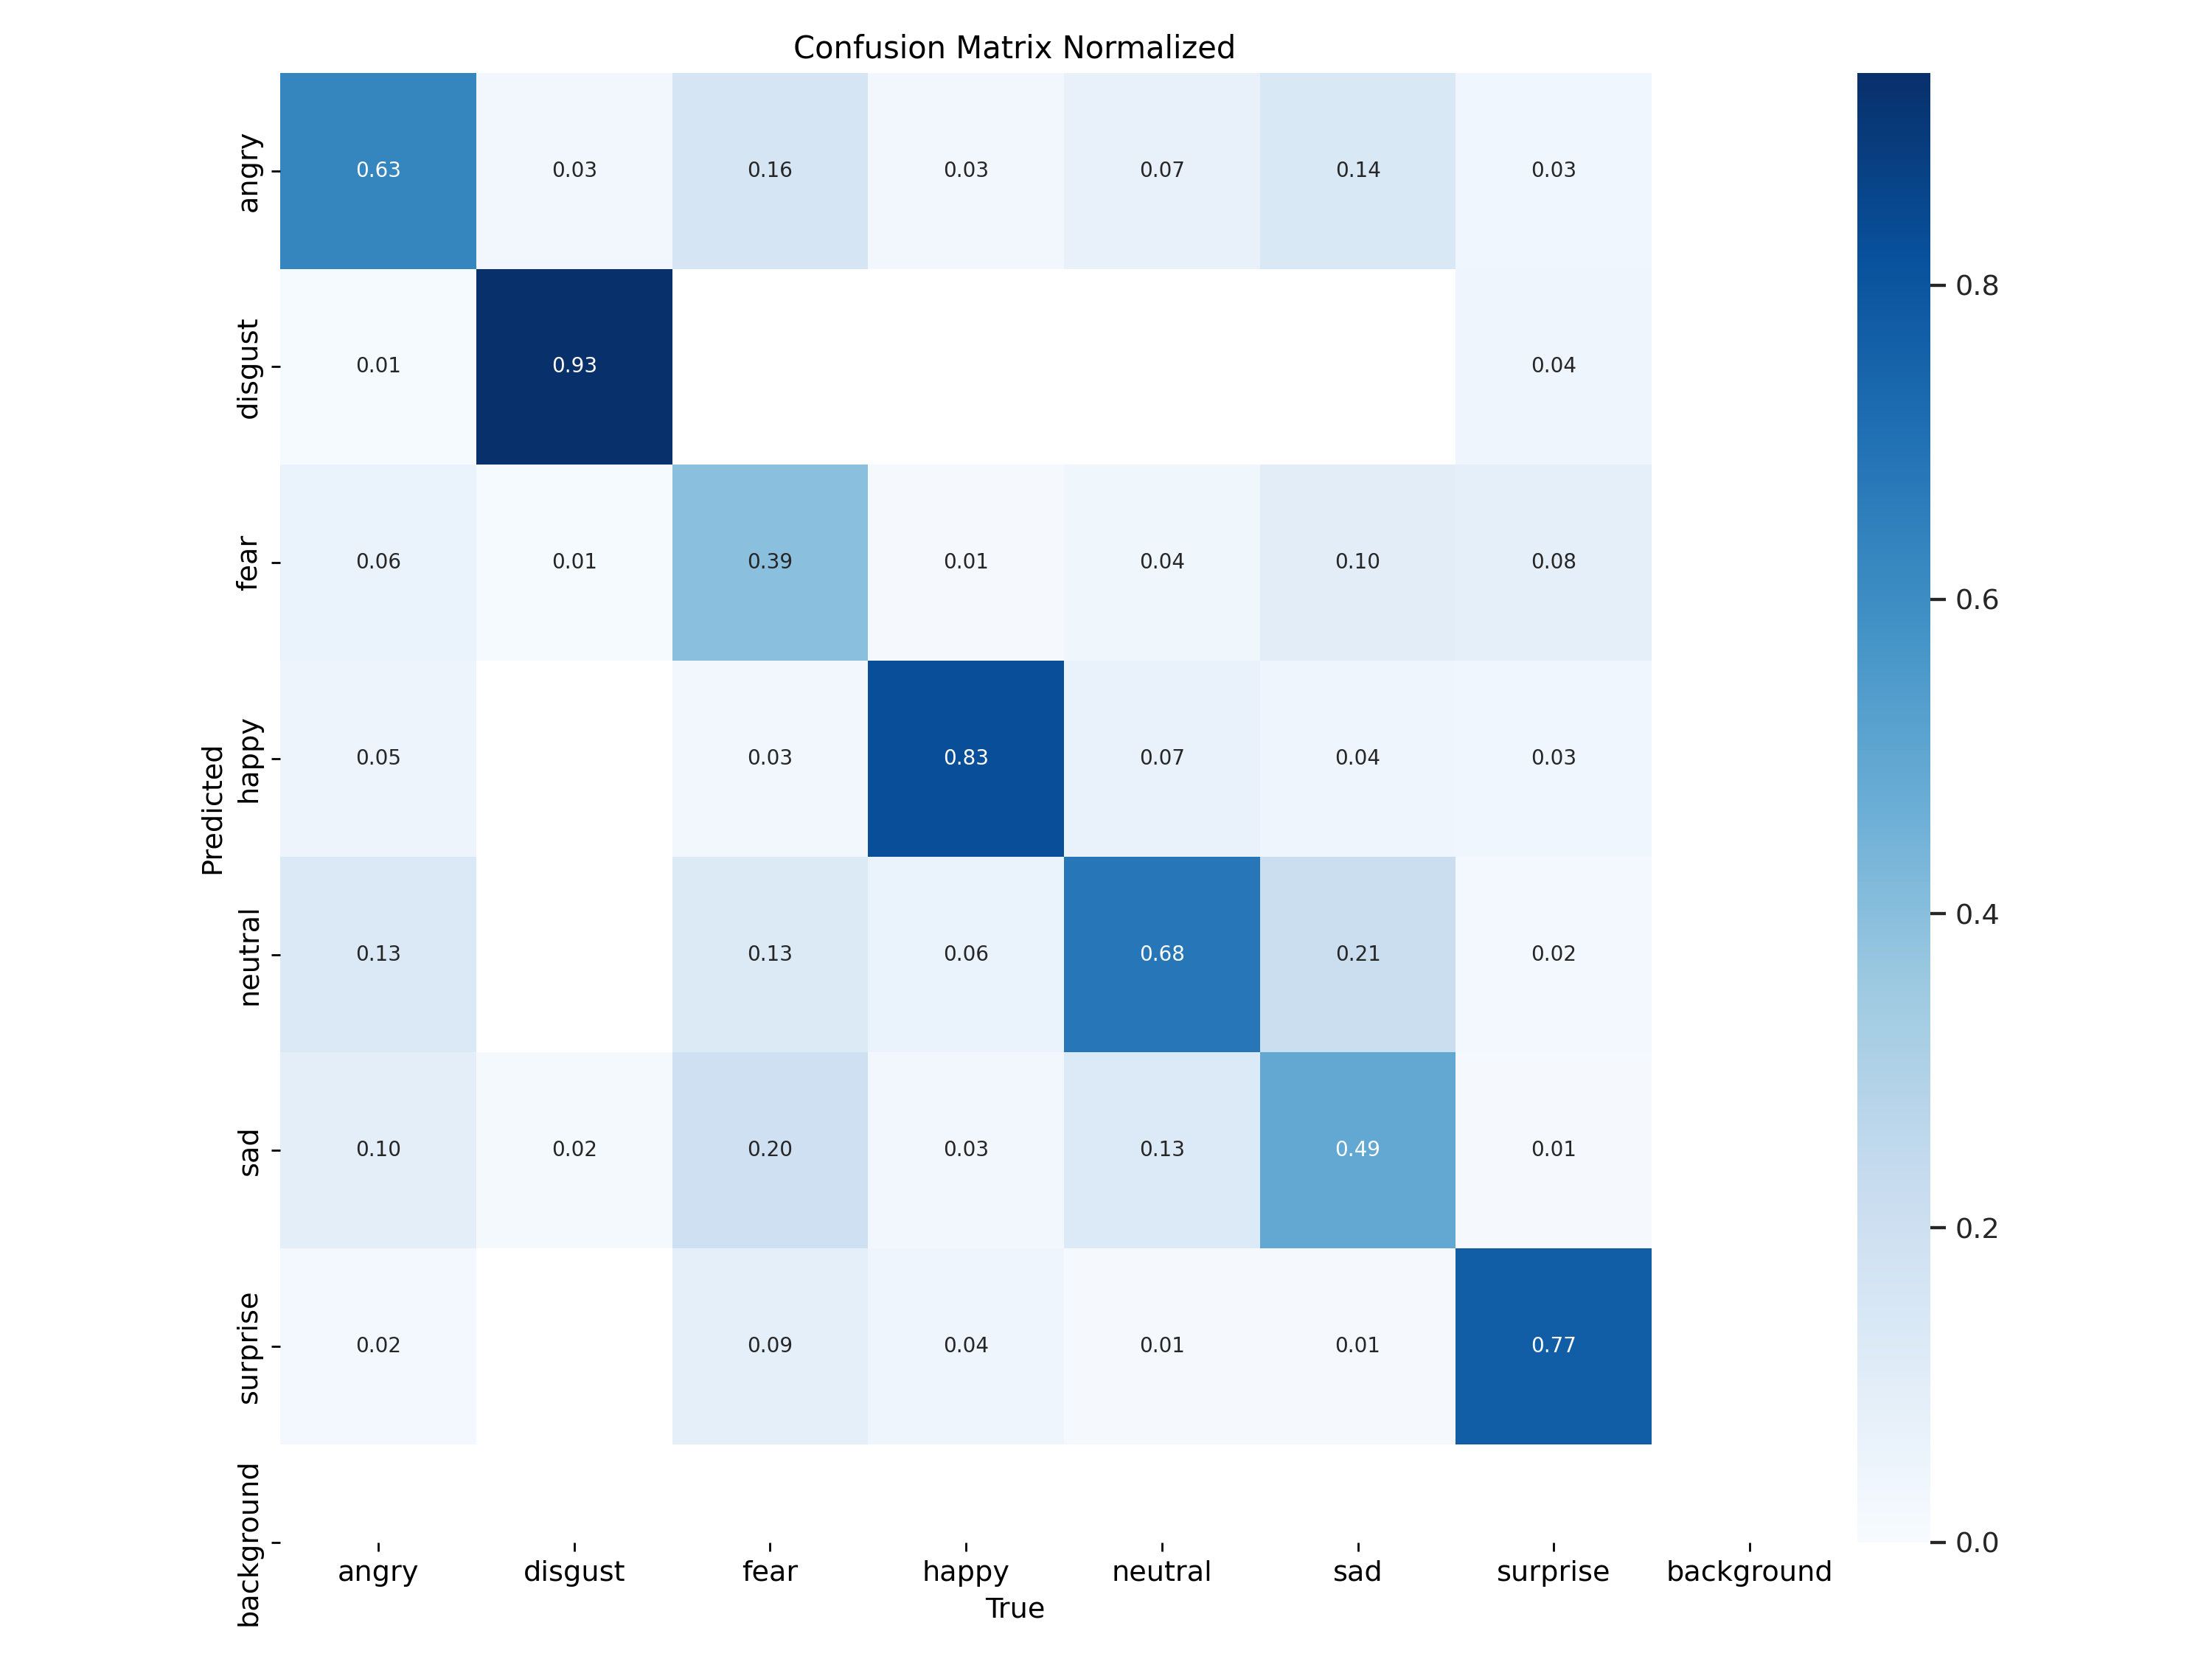 Confusion Matrix Normalized
Predicted
angry 0.63 0.03 0.16 0.03 0.07 0.14 0.03
disgust 0.01 0.93 0.04
fear 0.06 0.01 0.39 0.01 0.04 0.10 0.08
happy 0.05 0.03 0.83 0.07 0.04 0.03
neutral 0.13 0.13 0.06 0.68 0.21 0.02
sad 0.10 0.02 0.20 0.03 0.13 0.49 0.01
surprise 0.02 0.09 0.04 0.01 0.01 0.77
background
angry disgust fear happy neutral sad surprise background
True
0.8
0.6
0.4
0.2
0.0